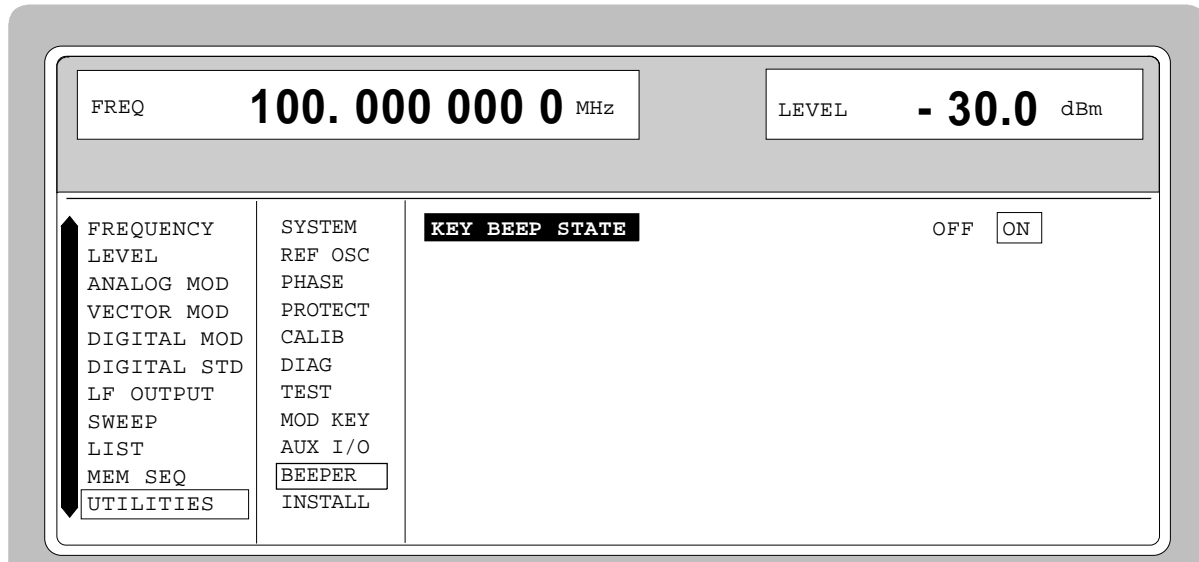 FREQ 100. 000 000 0 MHz LEVEL - 30.0 dBm
FREQUENCY SYSTEM KEY BEEP STATE OFF ON
LEVEL REF OSC
ANALOG MOD PHASE
VECTOR MOD PROTECT
DIGITAL MOD CALIB
DIGITAL STD DIAG
LF OUTPUT TEST
SWEEP MOD KEY
LIST AUX I/O
MEM SEQ BEEPER
UTILITIES INSTALL